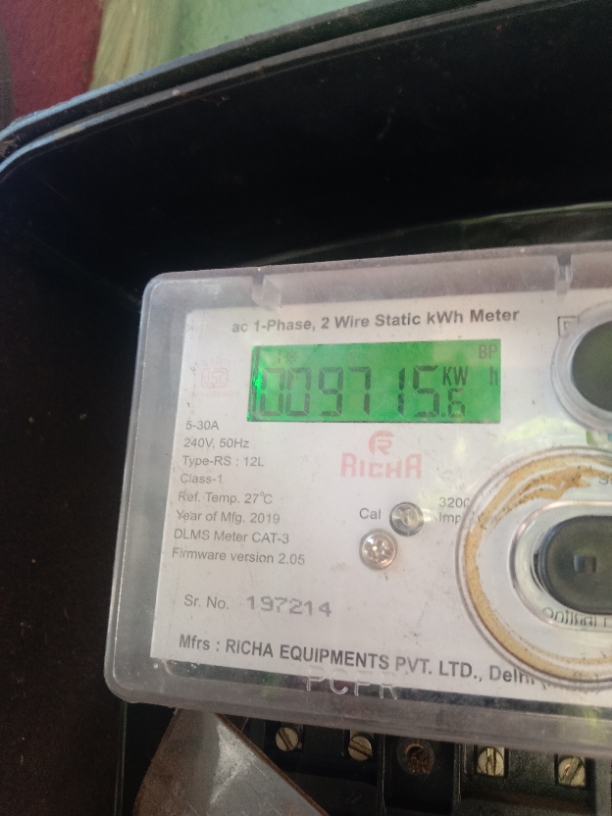 ac 1-Phase, 2 Wire Static kWh Meter
BP
009715.6 KW h
5-30A
240V, 50Hz
Type-RS : 12L
Class-1
Ref. Temp. 27°C
Year of Mfg. 2019
DLMS Meter CAT-3
Firmware version 2.05
RICHA
Cal
3200
Imp
Sr. No. 197214
Mfrs : RICHA EQUIPMENTS PVT. LTD., Delhi